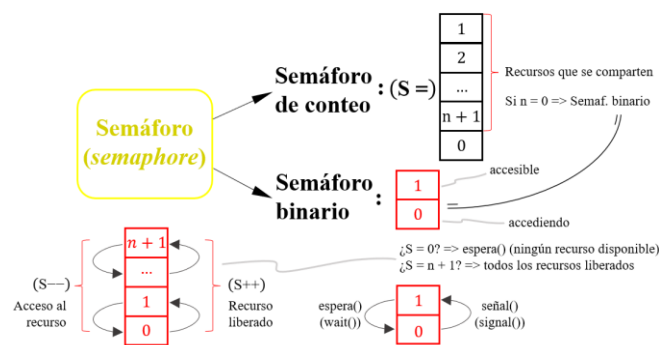 Semáforo
(semaphore)
Semáforo
de conteo
: (S =)
1
2
...
n + 1
0
Recursos que se comparten
Si n = 0 => Semaf. binario
Semáforo
binario
:
1
0
accesible
=
accediendo
n + 1
...
1
0
(S−−)
Acceso al
recurso
(S++)
Recurso
liberado
¿S = 0? => espera() (ningún recurso disponible)
¿S = n + 1? => todos los recursos liberados
espera()
(wait())
1
0
señal()
(signal())